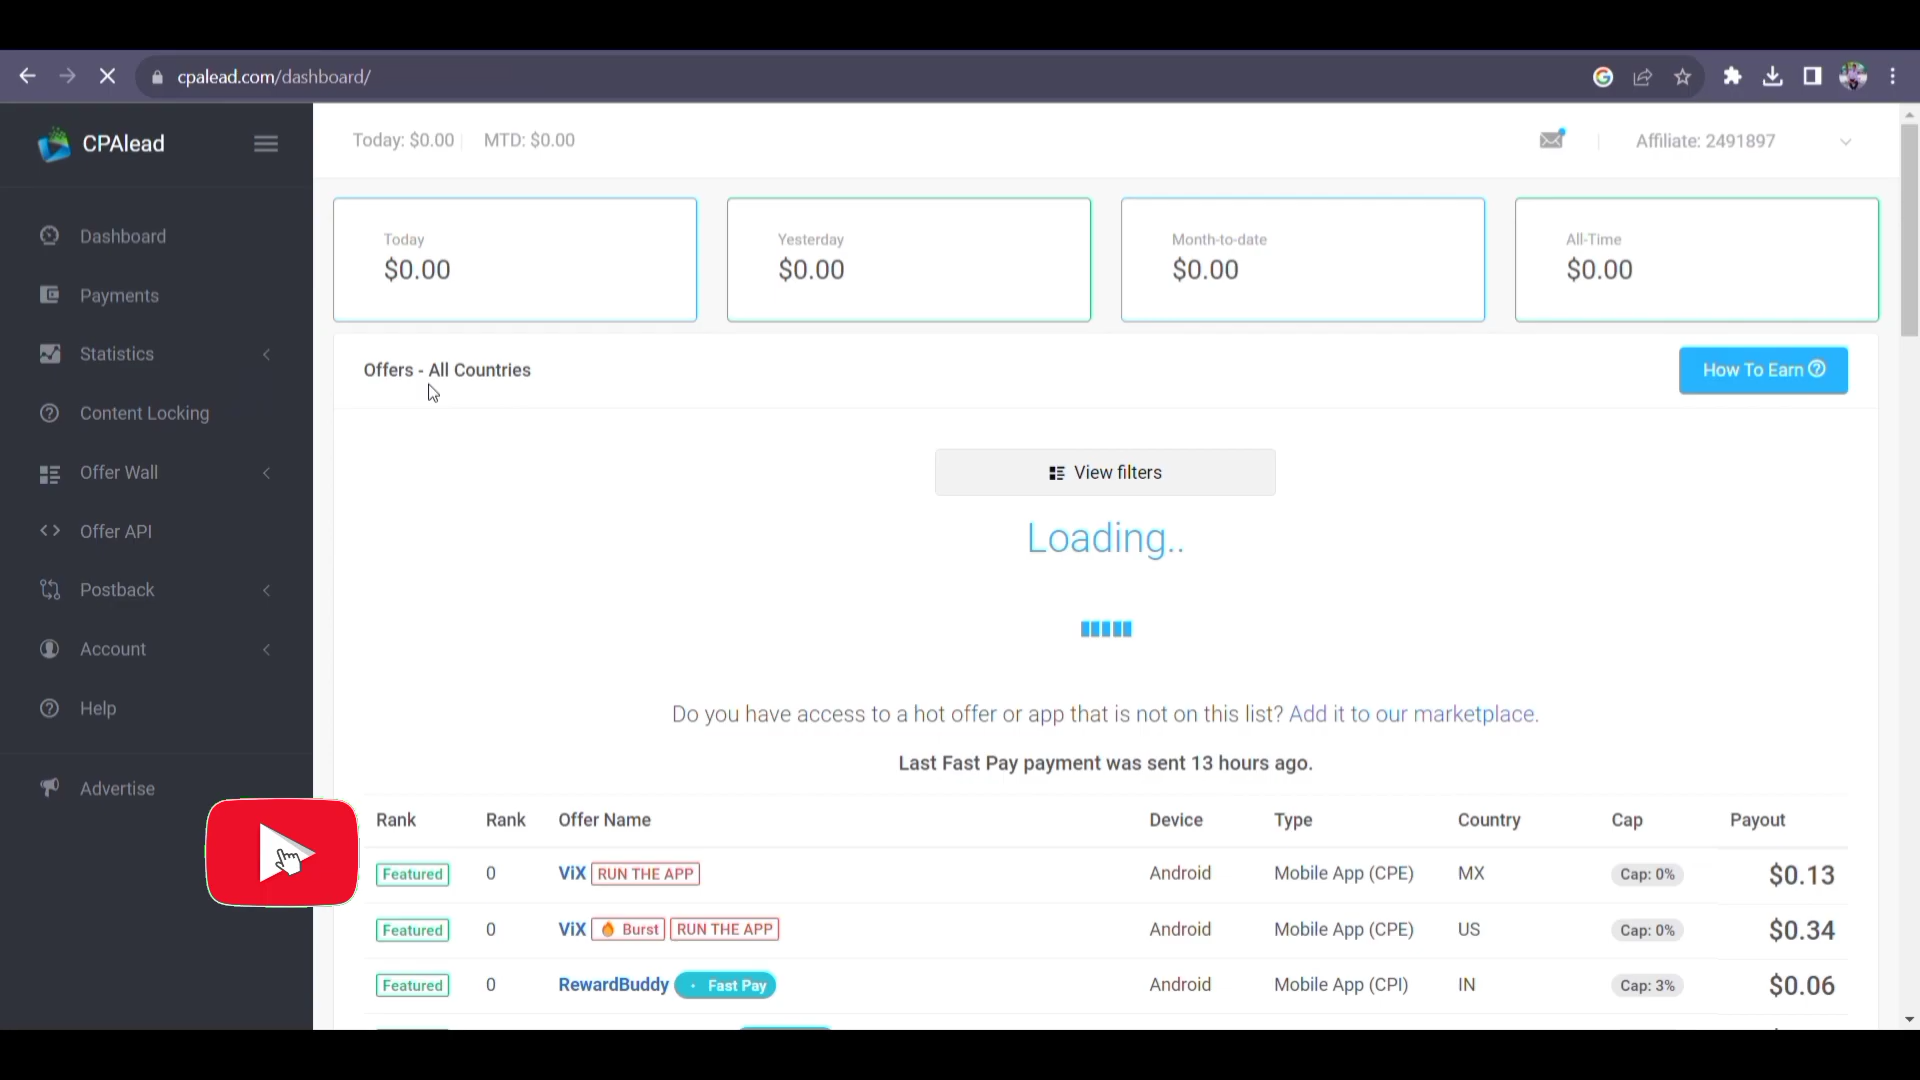 cpalead.com/dashboard/
CPAlead
Today: $0.00 MTD: $0.00
Affiliate: 2491897
Dashboard
Payments
Statistics
Content Locking
Offer Wall
Offer API
Postback
Account
Help
Advertise
Today
$0.00
Yesterday
$0.00
Month-to-date
$0.00
All-Time
$0.00
Offers - All Countries
How To Earn
View filters
Loading..
Do you have access to a hot offer or app that is not on this list? Add it to our marketplace.
Last Fast Pay payment was sent 13 hours ago.
Rank Rank Offer Name Device Type Country Cap Payout
Featured 0 ViX RUN THE APP Android Mobile App (CPE) MX Cap: 0% $0.13
Featured 0 ViX Burst RUN THE APP Android Mobile App (CPE) US Cap: 0% $0.34
Featured 0 RewardBuddy Fast Pay Android Mobile App (CPI) IN Cap: 3% $0.06